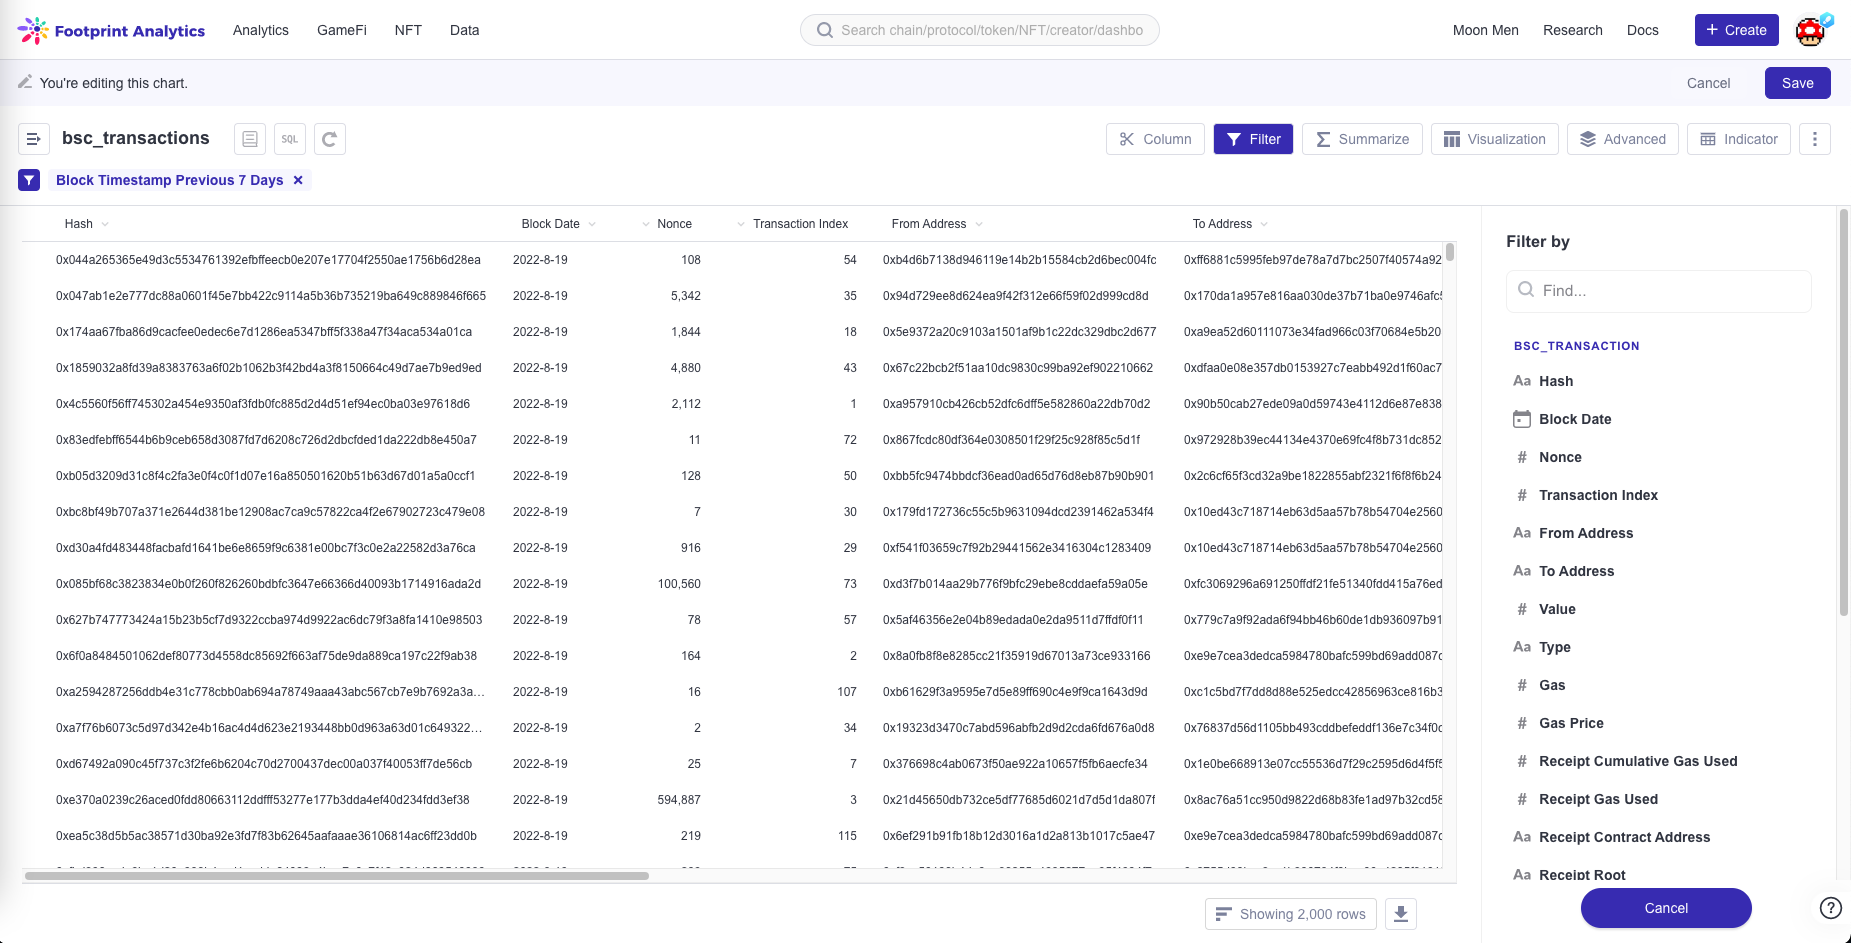 Footprint Analytics Analytics GameFi NFT Data Search chain/protocol/token/NFT/creator/dashbo Moon Men Research Docs + Create
You're editing this chart. Cancel Save
bsc_transactions SQL Column Filter Summarize Visualization Advanced Indicator
Block Timestamp Previous 7 Days ×
Hash Block Date Nonce Transaction Index From Address To Address
0x044a265365e49d3c5534761392efbffeecb0e207e17704f2550ae1756b6d28ea 2022-8-19 108 54 0xb4d6b7138d946119e14b2b15584cb2d6bec004fc 0xff6881c5995feb97de78a7d7bc2507f40574a92
0x047ab1e2e777dc88a0601f45e7bb422c9114a5b36b735219ba649c889846f665 2022-8-19 5,342 35 0x94d729ee8d624ea9f42f312e66f59f02d999cd8d 0x170da1a957e816aa030de37b71ba0e9746afc
0x174aa67fba86d9cacfee0edec6e7d1286ea5347bff5f338a47f34aca534a01ca 2022-8-19 1,844 18 0x5e9372a20c9103a1501af9b1c22dc329dbc2d677 0xa9ea52d60111073e34fad966c03f70684e5b20
0x1859032a8fd39a8383763a6f02b1062b3f42bd4a3f8150664c49d7ae7b9ed9ed 2022-8-19 4,880 43 0x67c22bcb2f51aa10dc9830c99ba92ef902210662 0xdfaa0e08e357db0153927c7eabb492d1f60ac7
0x4c5560f56ff745302a454e9350af3fdb0fc885d2d4d51ef94ec0ba03e97618d6 2022-8-19 2,112 1 0xa957910cb426cb52dfc6dff5e582860a22db70d2 0x90b50cab27ede09a0d59743e4112d6e87e838
0x83edfebff6544b6b9ceb658d3087fd7d6208c726d2dbcfded1da222db8e450a7 2022-8-19 11 72 0x867fcdc80df364e0308501f29f25c928f85c5d1f 0x972928b39ec44134e4370e69fc4f8b731dc852
0xb05d3209d31c8f4c2fa3e0f4c0f1d07e16a850501620b51b63d67d01a5a0ccf1 2022-8-19 128 50 0xbb5fc9474bbdcf36ead0ad65d76d8eb87b90b901 0x2c6cf65f3cd32a9be1822855abf2321f6f8f6b24
0xbc8bf49b707a371e2644d381be12908ac7ca9c57822ca4f2e67902723c479e08 2022-8-19 7 30 0x179fd172736c55c5b9631094dcd2391462a534f4 0x10ed43c718714eb63d5aa57b78b54704e2560
0xd30a4fd483448facbafd1641be6e8659f9c6381e00bc7f3c0e2a22582d3a76ca 2022-8-19 916 29 0xf541f03659c7f92b29441562e3416304c1283409 0x10ed43c718714eb63d5aa57b78b54704e2560
0x085bf68c3823834e0b0f260f826260bdbfc3647e66366d40093b1714916ada2d 2022-8-19 100,560 73 0xd3f7b014aa29b776f9bfc29ebe8cddaefa59a05e 0xfc3069296a691250ffdf21fe51340fdd415a76ed
0x627b747773424a15b23b5cf7d9322ccba974d9922ac6dc79f3a8fa1410e98503 2022-8-19 78 57 0x5af46356e2e04b89edada0e2da9511d7ffdf0f11 0x779c7a9f92ada6f94bb46b60de1db936097b91
0x6f0a8484501062def80773d4558dc85692f663af75de9da889ca197c22f9ab38 2022-8-19 164 2 0x8a0fb8f8e8285cc21f35919d67013a73ce933166 0xe9e7cea3dedca5984780bafc599bd69add087
0xa2594287256ddb4e31c778cbb0ab694a78749aaa43abc567cb7e9b7692a3a… 2022-8-19 16 107 0xb61629f3a9595e7d5e89ff690c4e9f9ca1643d9d 0xc1c5bd7f7dd8d88e525edcc42856963ce816b3
0xa7f76b6073c5d97d342e4b16ac4d4d623e2193448bb0d963a63d01c649322… 2022-8-19 2 34 0x19323d3470c7abd596abfb2d9d2cda6fd676a0d8 0x76837d56d1105bb493cddbefeddf136e7c34f0
0xd67492a090c45f737c3f2fe6b6204c70d2700437dec00a037f40053ff7de56cb 2022-8-19 25 7 0x376698c4ab0673f50ae922a10657f5fb6aecfe34 0x1e0be668913e07cc55536d7f29c2595d6d4f5f
0xe370a0239c26aced0fdd80663112ddfff53277e177b3dda4ef40d234fdd3ef38 2022-8-19 594,887 3 0x21d45650db732ce5df77685d6021d7d5d1da807f 0x8ac76a51cc950d9822d68b83fe1ad97b32cd58
0xea5c38d5b5ac38571d30ba92e3fd7f83b62645aafaaae36106814ac6ff23dd0b 2022-8-19 219 115 0x6ef291b91fb18b12d3016a1d2a813b1017c5ae47 0xe9e7cea3dedca5984780bafc599bd69add087
Showing 2,000 rows
Filter by
Find...
BSC_TRANSACTION
Aa Hash
Block Date
# Nonce
# Transaction Index
Aa From Address
Aa To Address
# Value
Aa Type
# Gas
# Gas Price
# Receipt Cumulative Gas Used
# Receipt Gas Used
Aa Receipt Contract Address
Aa Receipt Root
Cancel
?